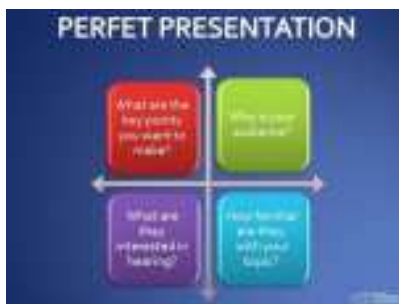 PERFET PRESENTATION
What are the
key points
you want to
make?
Who is your
audience?
What are
they
interested in
hearing?
How familiar
are they
with your
topic?